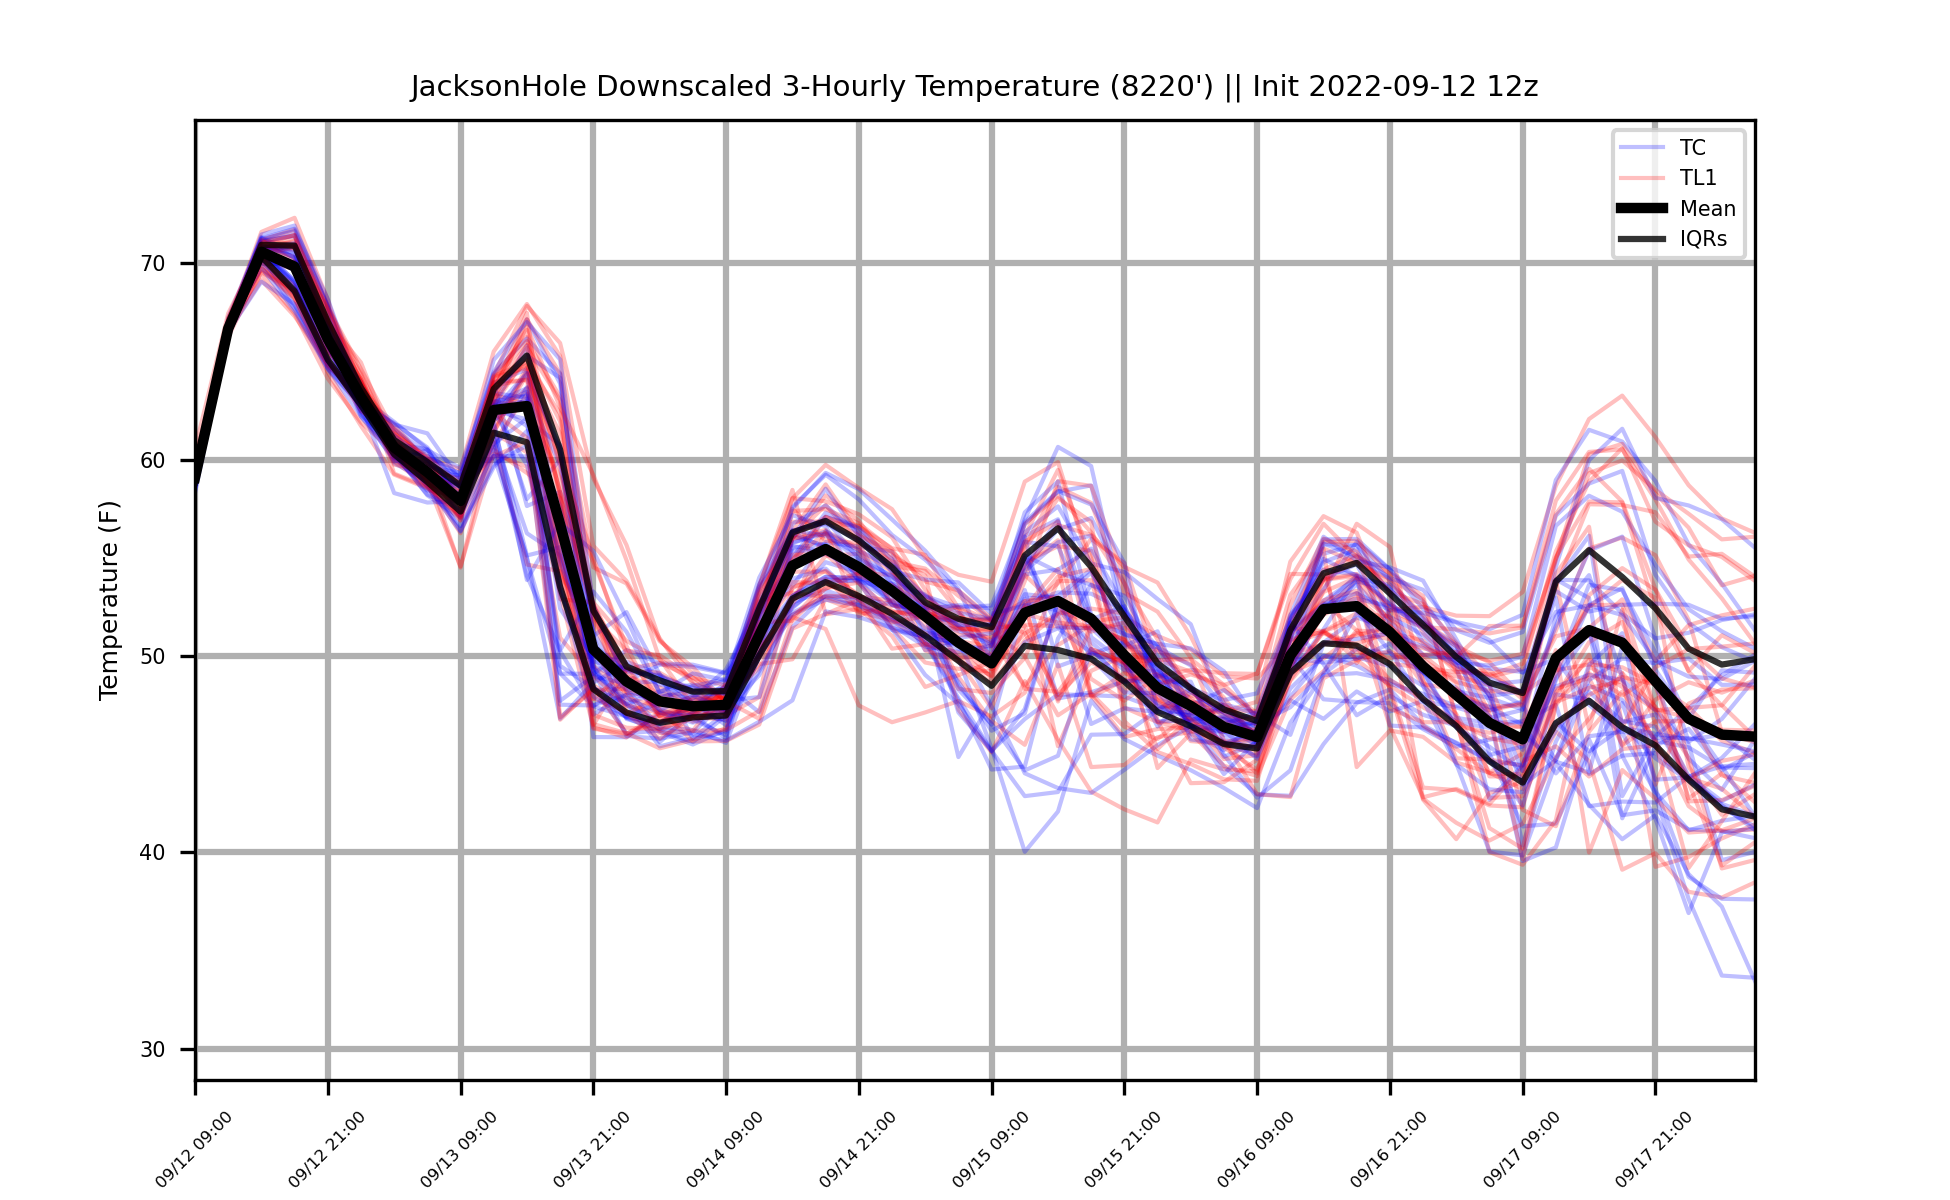 JacksonHole Downscaled 3-Hourly Temperature (8220') || Init 2022-09-12 12z
TC
TL1
Mean
IQRs
Temperature (F)
70
60
50
40
30
09/12 09:00
09/12 21:00
09/13 09:00
09/13 21:00
09/14 09:00
09/14 21:00
09/15 09:00
09/15 21:00
09/16 09:00
09/16 21:00
09/17 09:00
09/17 21:00